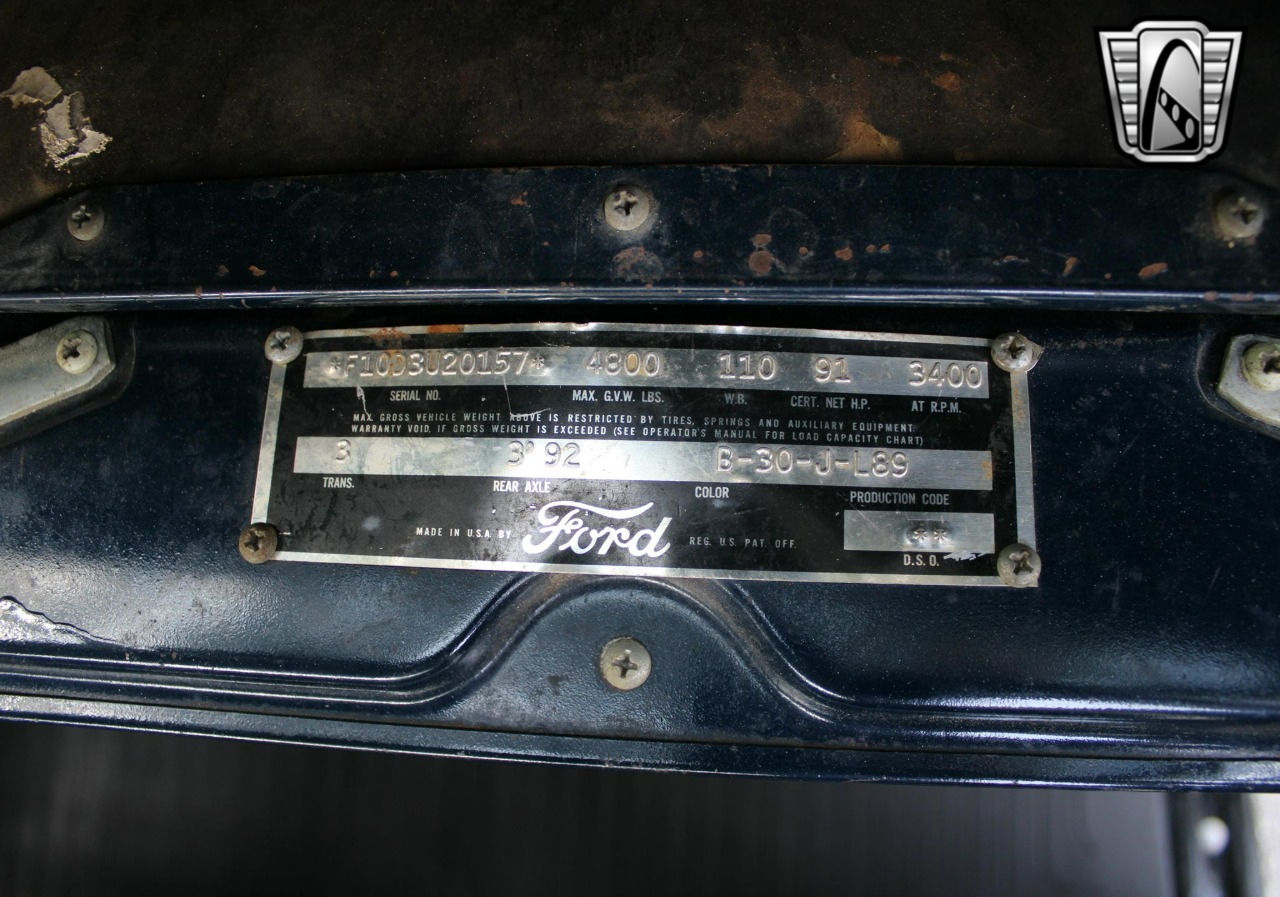 *F10D3U20157* 4800 110 91 3400
SERIAL NO. MAX. G.V.W. LBS. W.B. CERT. NET H.P. AT R.P.M.
MAX. GROSS VEHICLE WEIGHT ABOVE IS RESTRICTED BY TIRES, SPRINGS AND AUXILIARY EQUIPMENT
WARRANTY VOID, IF GROSS WEIGHT IS EXCEEDED (SEE OPERATOR'S MANUAL FOR LOAD CAPACITY CHART)
3 3°92 B-30-J-L89
TRANS. REAR AXLE COLOR PRODUCTION CODE
MADE IN U.S.A. BY Ford REG. U.S. PAT. OFF.
**
D.S.O.